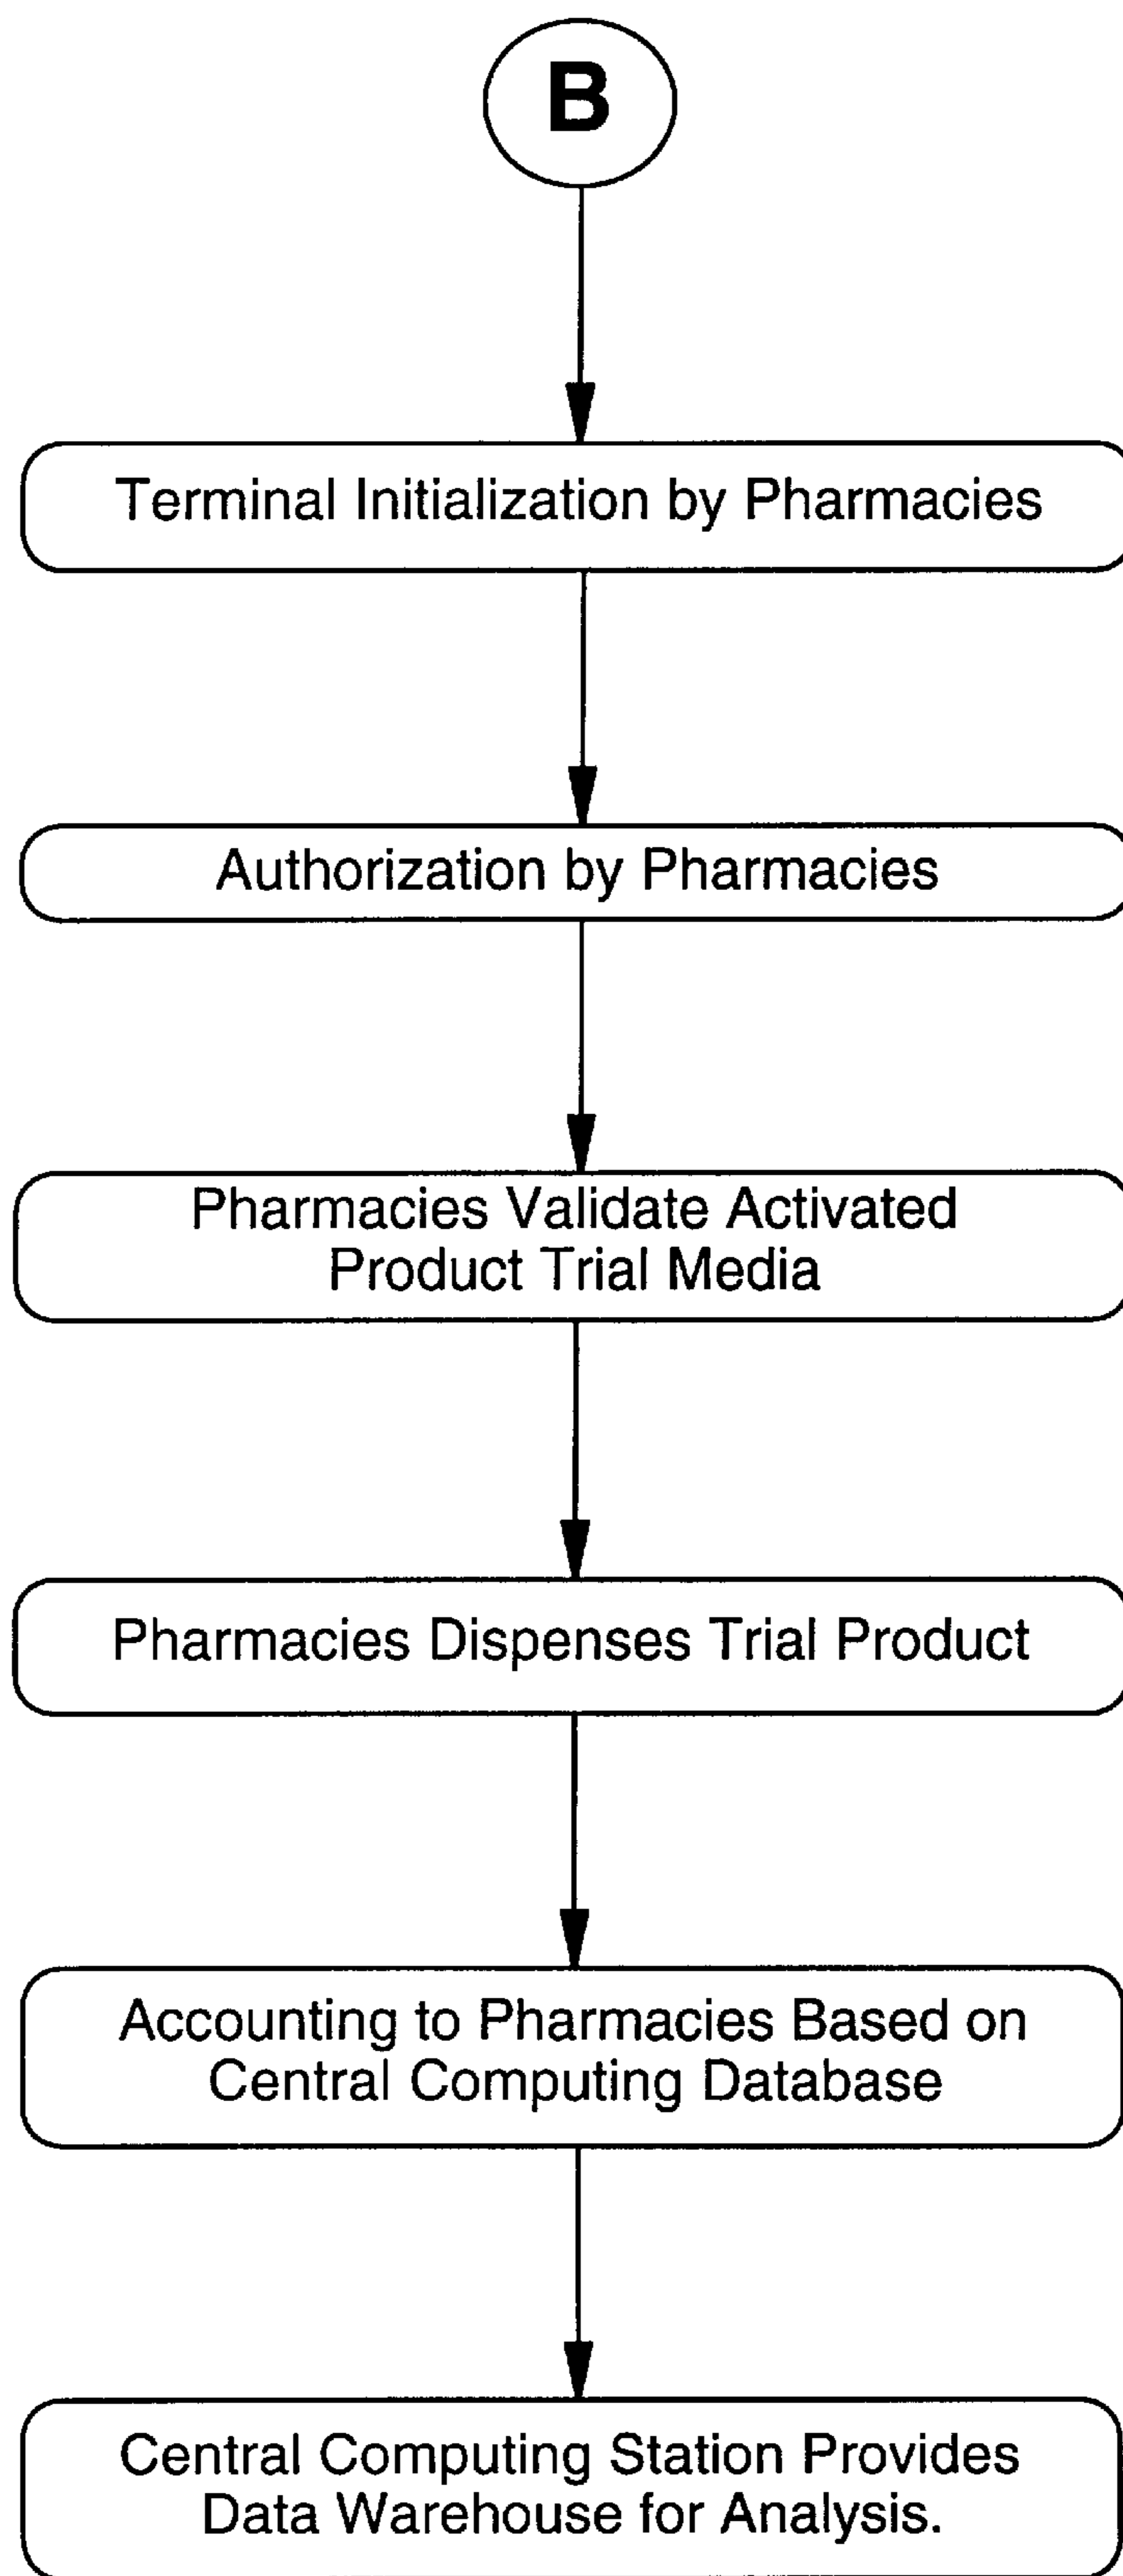 B
Terminal Initialization by Pharmacies
Authorization by Pharmacies
Pharmacies Validate Activated
Product Trial Media
Pharmacies Dispenses Trial Product
Accounting to Pharmacies Based on
Central Computing Database
Central Computing Station Provides
Data Warehouse for Analysis.